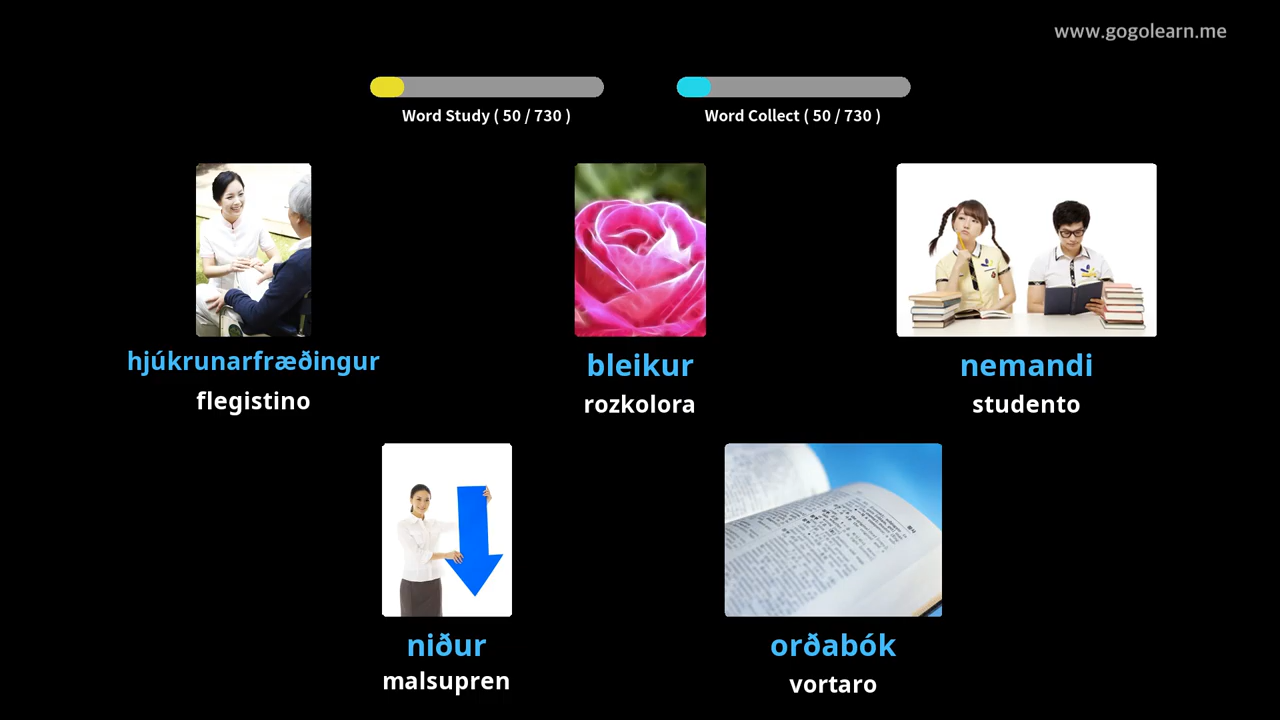 www.gogolearn.me
Word Study ( 50 / 730 )
Word Collect ( 50 / 730 )
hjúkrunarfræðingur
flegistino
bleikur
rozkolora
nemandi
studento
niður
malsupren
orðabók
vortaro